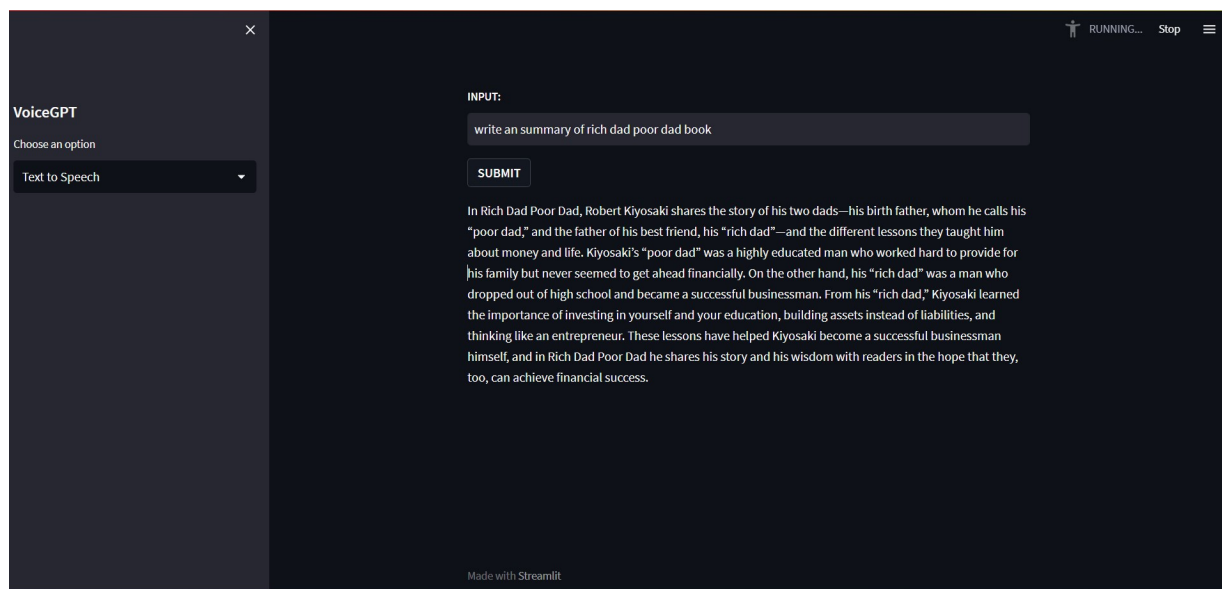 RUNNING... Stop
VoiceGPT
Choose an option
Text to Speech
INPUT:
write an summary of rich dad poor dad book
SUBMIT
In Rich Dad Poor Dad, Robert Kiyosaki shares the story of his two dads—his birth father, whom he calls his
“poor dad,” and the father of his best friend, his “rich dad”—and the different lessons they taught him
about money and life. Kiyosaki’s “poor dad” was a highly educated man who worked hard to provide for
his family but never seemed to get ahead financially. On the other hand, his “rich dad” was a man who
dropped out of high school and became a successful businessman. From his “rich dad,” Kiyosaki learned
the importance of investing in yourself and your education, building assets instead of liabilities, and
thinking like an entrepreneur. These lessons have helped Kiyosaki become a successful businessman
himself, and in Rich Dad Poor Dad he shares his story and his wisdom with readers in the hope that they,
too, can achieve financial success.
Made with Streamlit